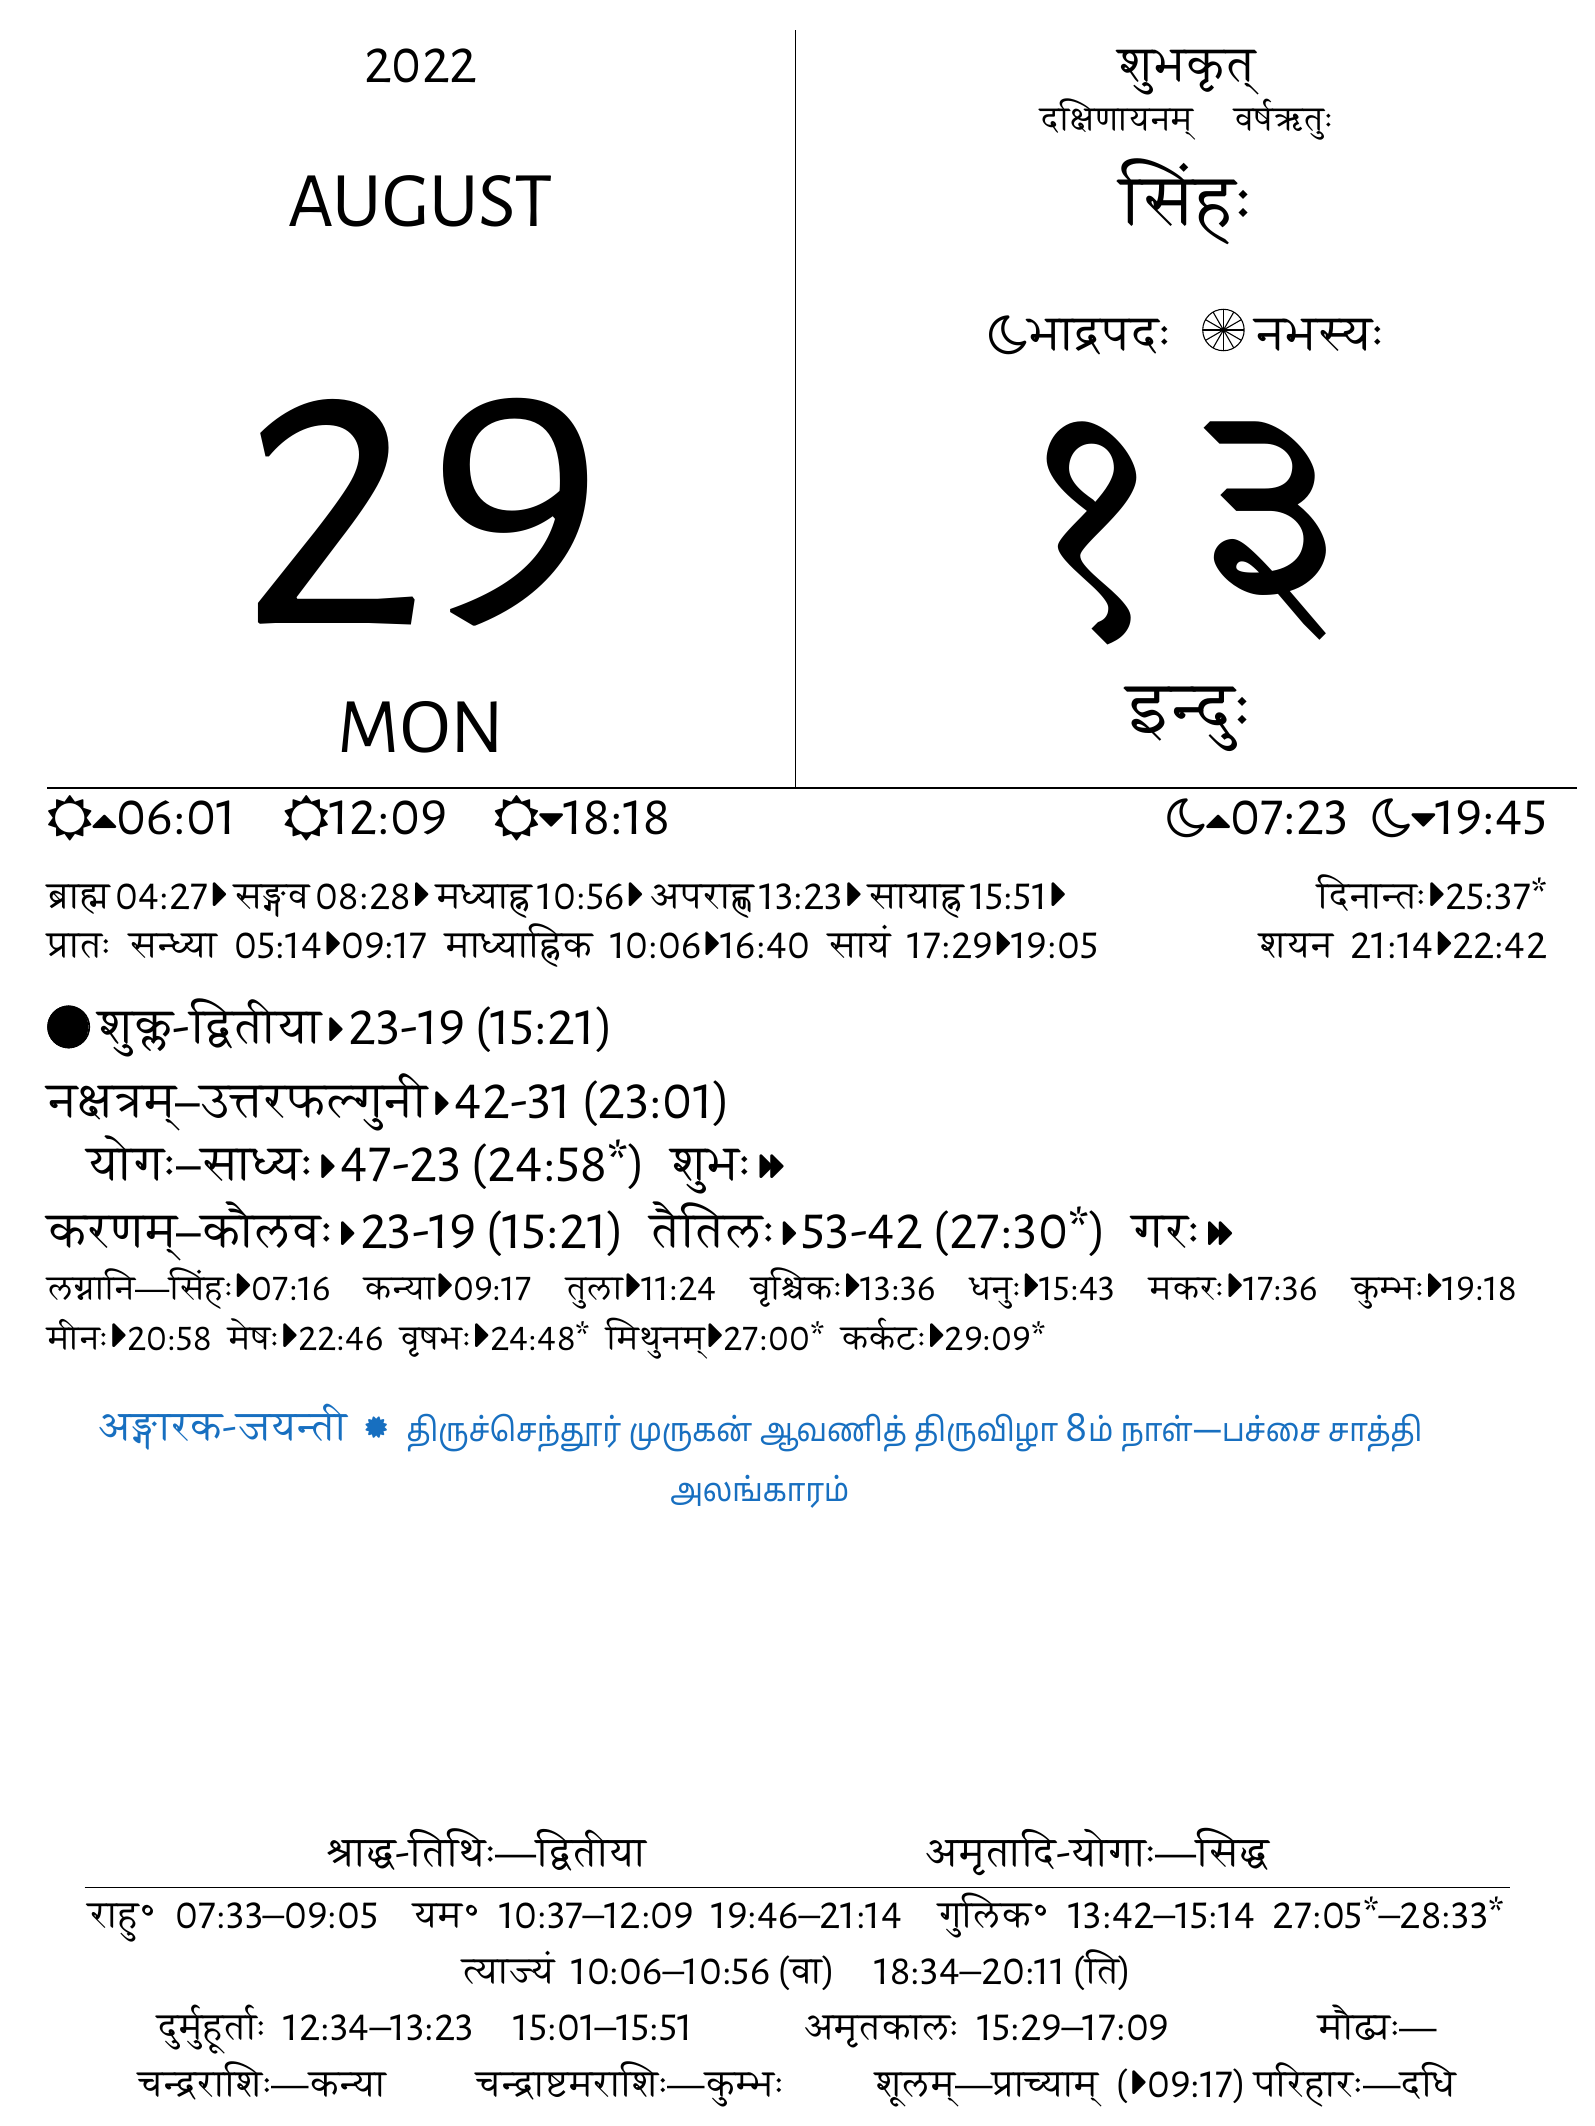 2022
AUGUST
29
MON
शुभकृत्
दक्षिणायनम् वर्षऋतुः
सिंहः
भाद्रपदः नभस्यः
१३
इन्दुः
06:01 12:09 18:18 07:23 19:45
ब्राह्म 04:27 सङ्गव 08:28 मध्याह्न 10:56 अपराह्ण 13:23 सायाह्न 15:51 दिनान्तः 25:37*
प्रातः सन्ध्या 05:14 09:17 माध्याह्निक 10:06 16:40 सायं 17:29 19:05 शयन 21:14 22:42
शुक्ल-द्वितीया 23-19 (15:21)
नक्षत्रम्–उत्तरफल्गुनी 42-31 (23:01)
योगः–साध्यः 47-23 (24:58*) शुभः
करणम्–कौलवः 23-19 (15:21) तैतिलः 53-42 (27:30*) गरः
लग्नानि—सिंहः 07:16 कन्या 09:17 तुला 11:24 वृश्चिकः 13:36 धनुः 15:43 मकरः 17:36 कुम्भः 19:18
मीनः 20:58 मेषः 22:46 वृषभः 24:48* मिथुनम् 27:00* कर्कटः 29:09*
अङ्गारक-जयन्ती திருச்செந்தூர் முருகன் ஆவணித் திருவிழா 8ம் நாள்—பச்சை சாத்தி
அலங்காரம்
श्राद्ध-तिथिः—द्वितीया अमृतादि-योगाः—सिद्ध
राहु॰ 07:33–09:05 यम॰ 10:37–12:09 19:46–21:14 गुलिक॰ 13:42–15:14 27:05*–28:33*
त्याज्यं 10:06–10:56 (वा) 18:34–20:11 (ति)
दुर्मुहूर्ताः 12:34–13:23 15:01–15:51 अमृतकालः 15:29–17:09 मौढ्यः—
चन्द्रराशिः—कन्या चन्द्राष्टमराशिः—कुम्भः शूलम्—प्राच्याम् (09:17) परिहारः—दधि